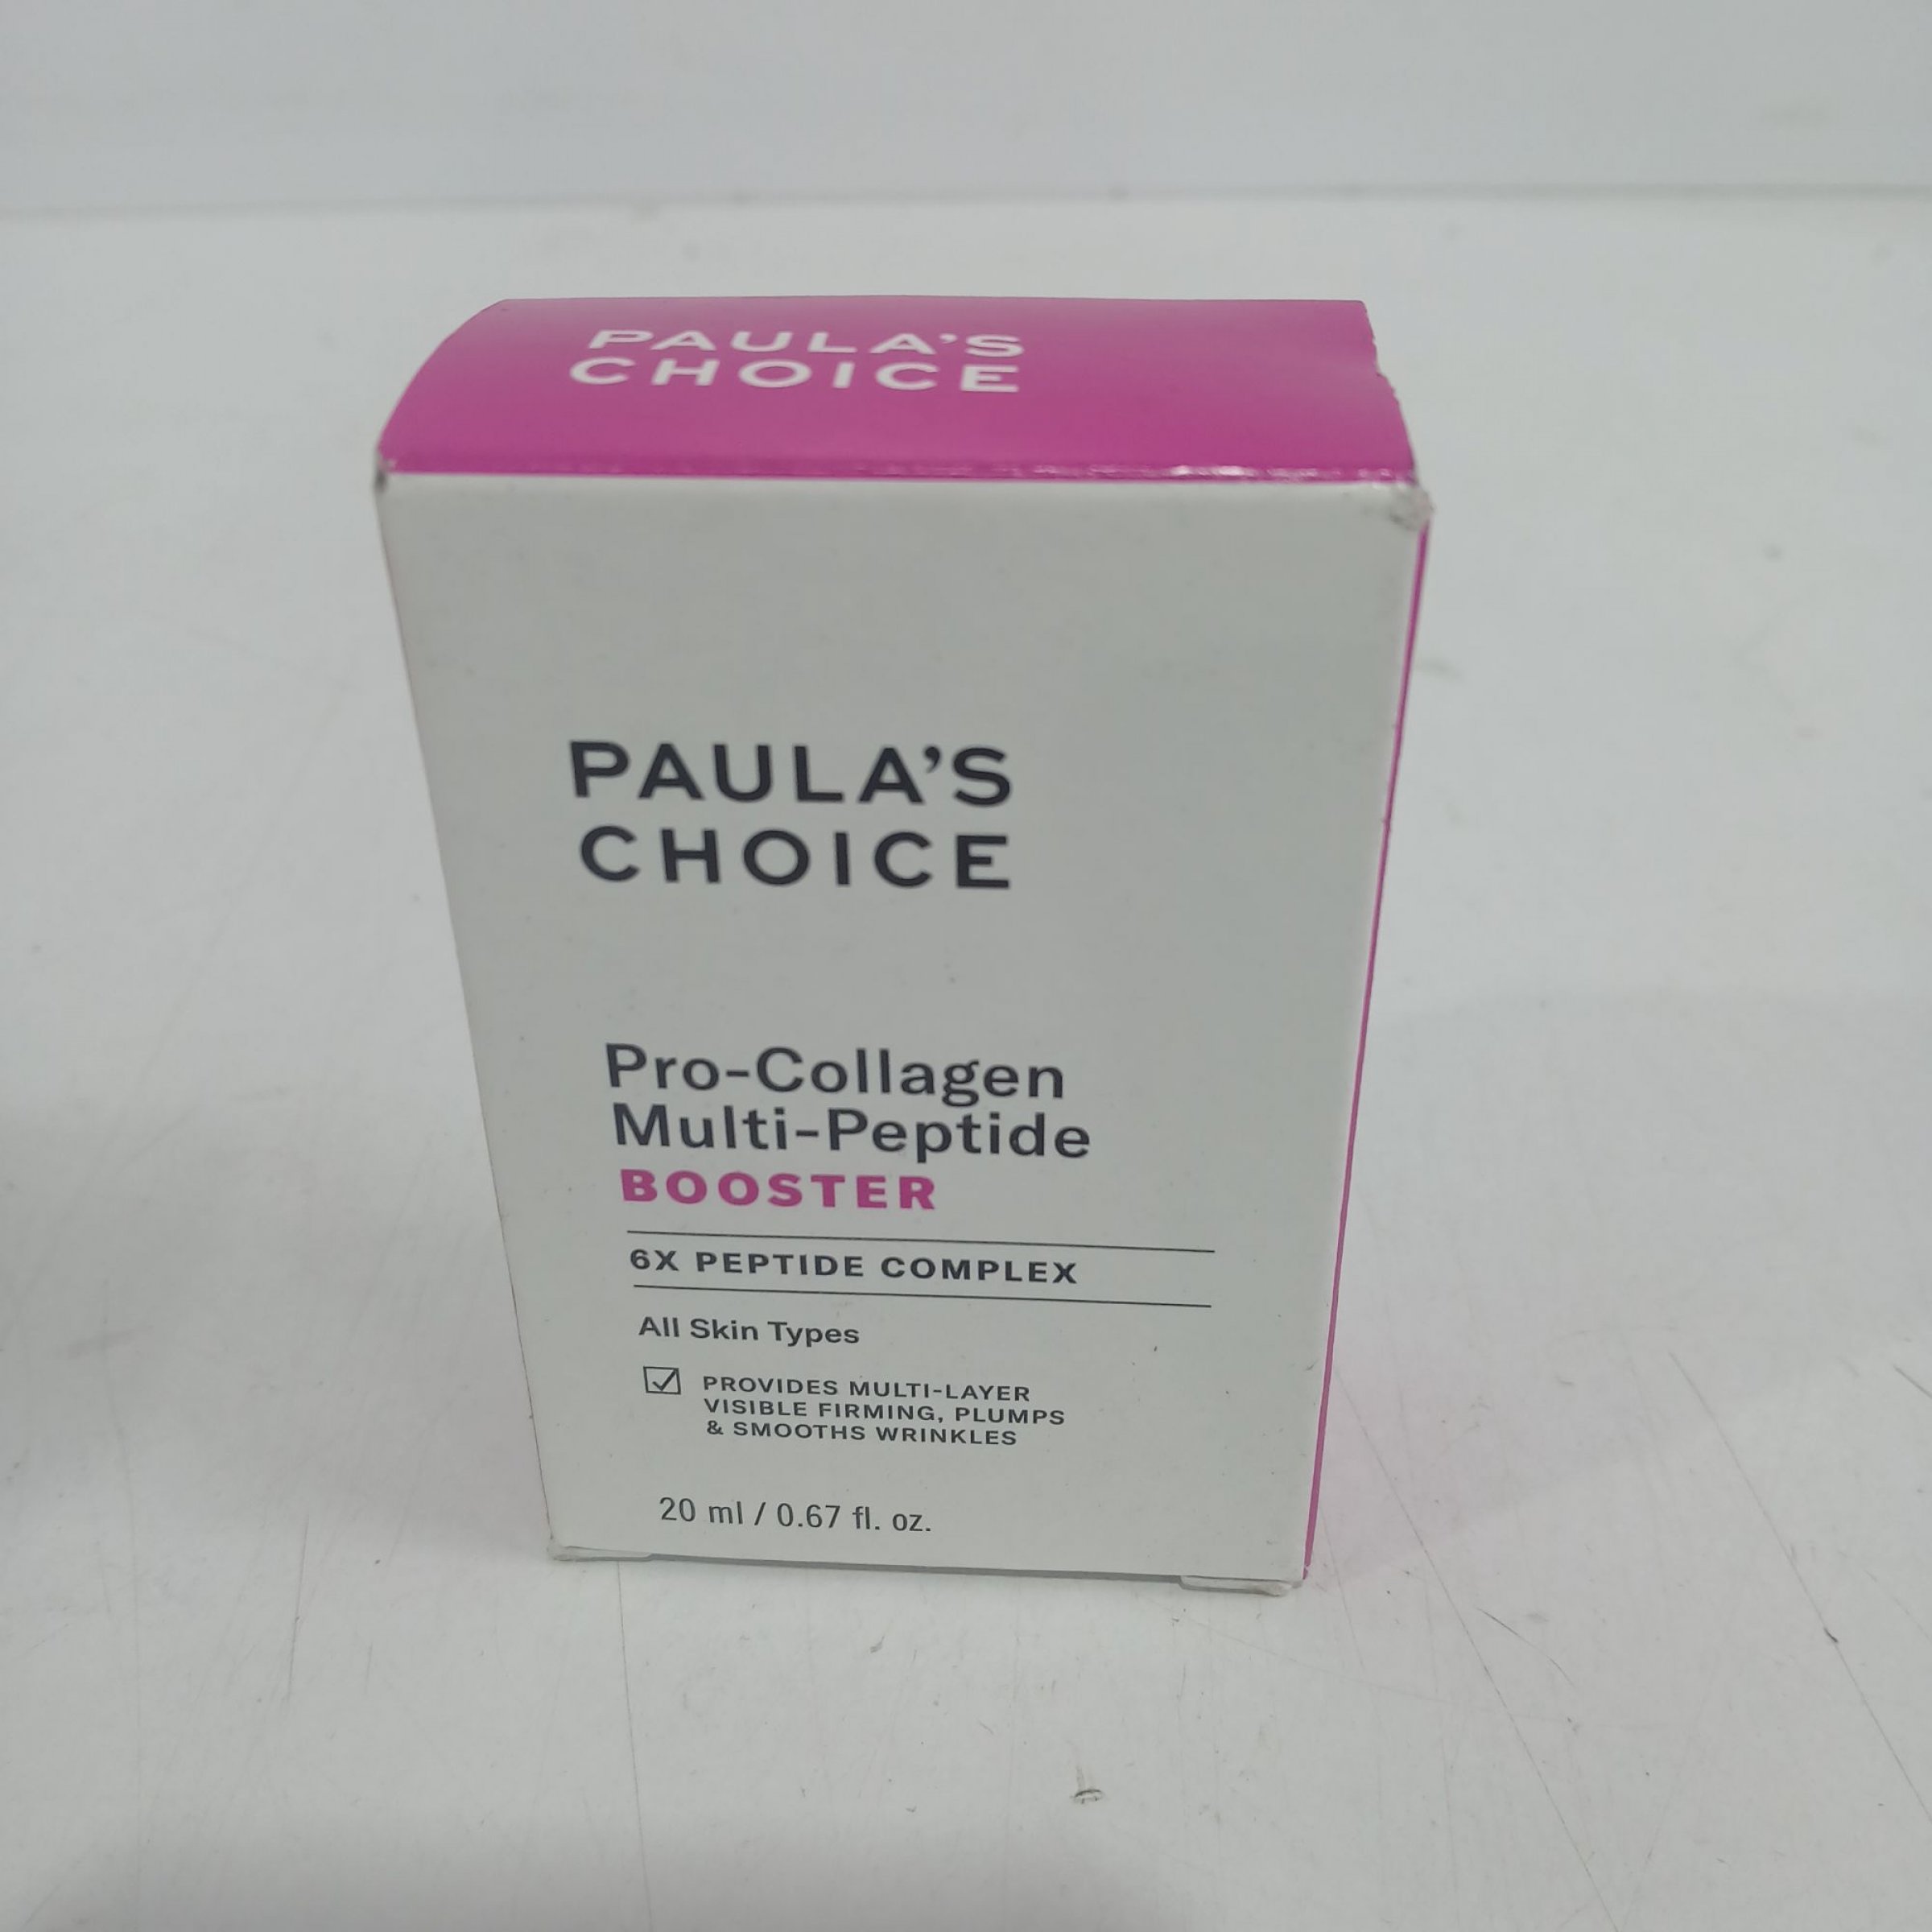 PAULA'S
CHOICE
PAULA'S
CHOICE
Pro-Collagen
Multi-Peptide
BOOSTER
6X PEPTIDE COMPLEX
All Skin Types
PROVIDES MULTI-LAYER
VISIBLE FIRMING, PLUMPS
& SMOOTHS WRINKLES
20 ml / 0.67 fl. oz.